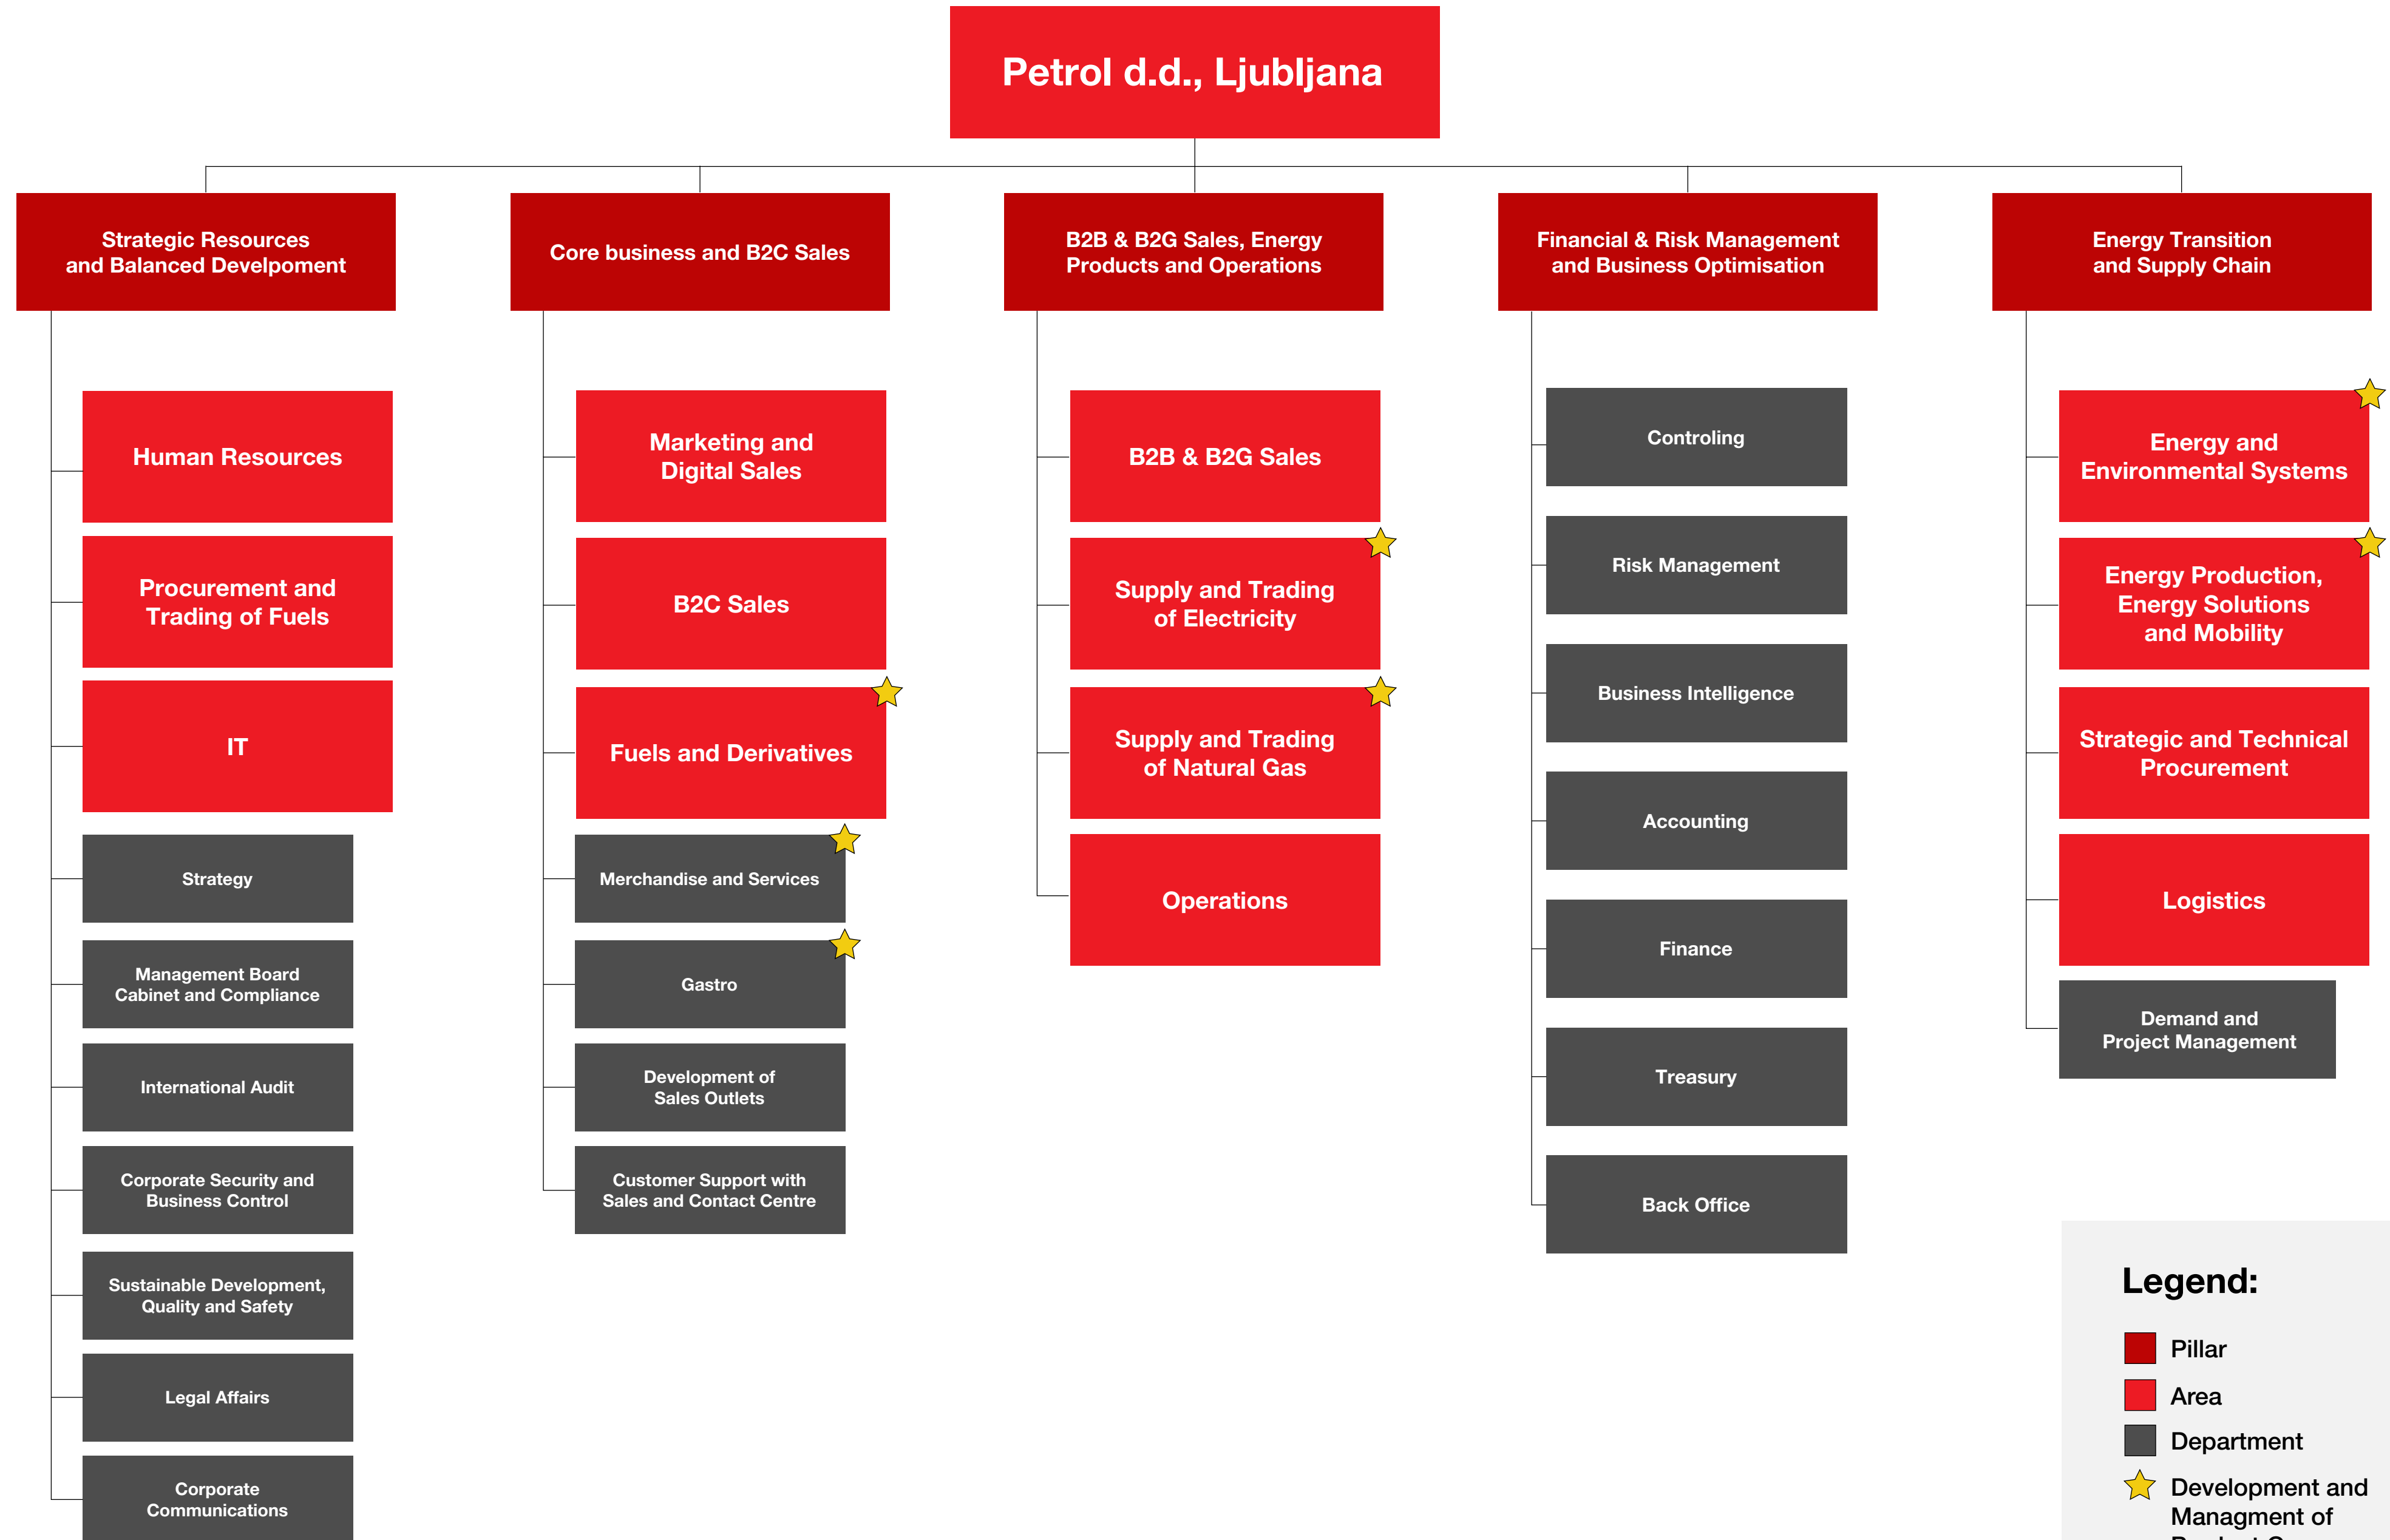 Petrol d.d., Ljubljana
Strategic Resources
and Balanced Develpoment
Core business and B2C Sales
B2B & B2G Sales, Energy
Products and Operations
Financial & Risk Management
and Business Optimisation
Energy Transition
and Supply Chain
Human Resources
Procurement and
Trading of Fuels
IT
Strategy
Management Board
Cabinet and Compliance
International Audit
Corporate Security and
Business Control
Sustainable Development,
Quality and Safety
Legal Affairs
Corporate
Communications
Marketing and
Digital Sales
B2C Sales
Fuels and Derivatives
Merchandise and Services
Gastro
Development of
Sales Outlets
Customer Support with
Sales and Contact Centre
B2B & B2G Sales
Supply and Trading
of Electricity
Supply and Trading
of Natural Gas
Operations
Controling
Risk Management
Business Intelligence
Accounting
Finance
Treasury
Back Office
Energy and
Environmental Systems
Energy Production,
Energy Solutions
and Mobility
Strategic and Technical
Procurement
Logistics
Demand and
Project Management
Legend:
Pillar
Area
Department
Development and
Managment of